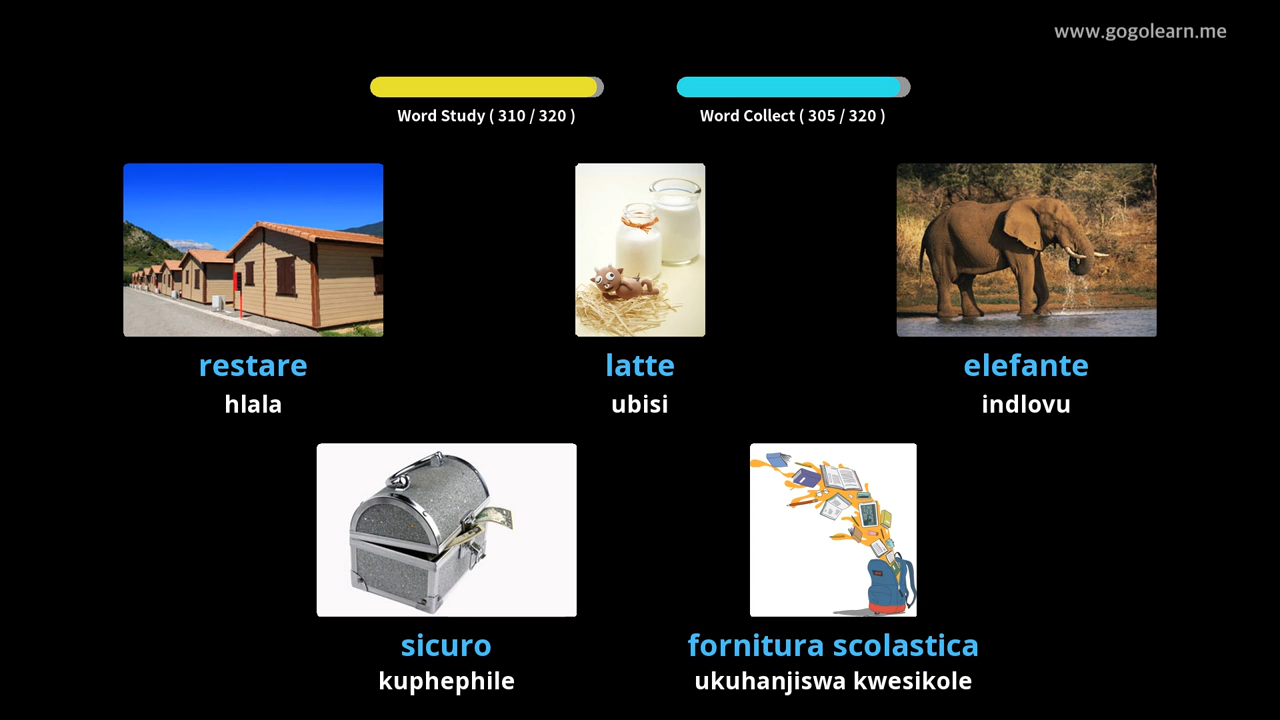 www.gogolearn.me
Word Study ( 310 / 320 )
Word Collect ( 305 / 320 )
restare
hlala
latte
ubisi
elefante
indlovu
sicuro
kuphephile
fornitura scolastica
ukuhanjiswa kwesikole